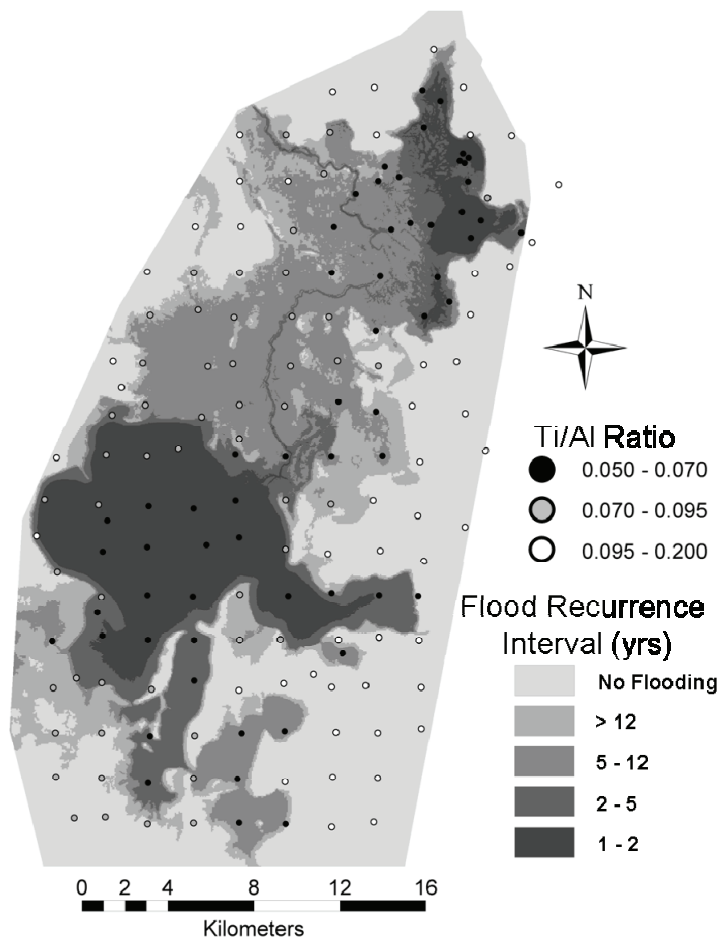 N
Ti/Al Ratio
0.050 - 0.070
0.070 - 0.095
0.095 - 0.200
Flood Recurrence
Interval (yrs)
No Flooding
> 12
5 - 12
2 - 5
1 - 2
0 2 4 8 12 16
Kilometers